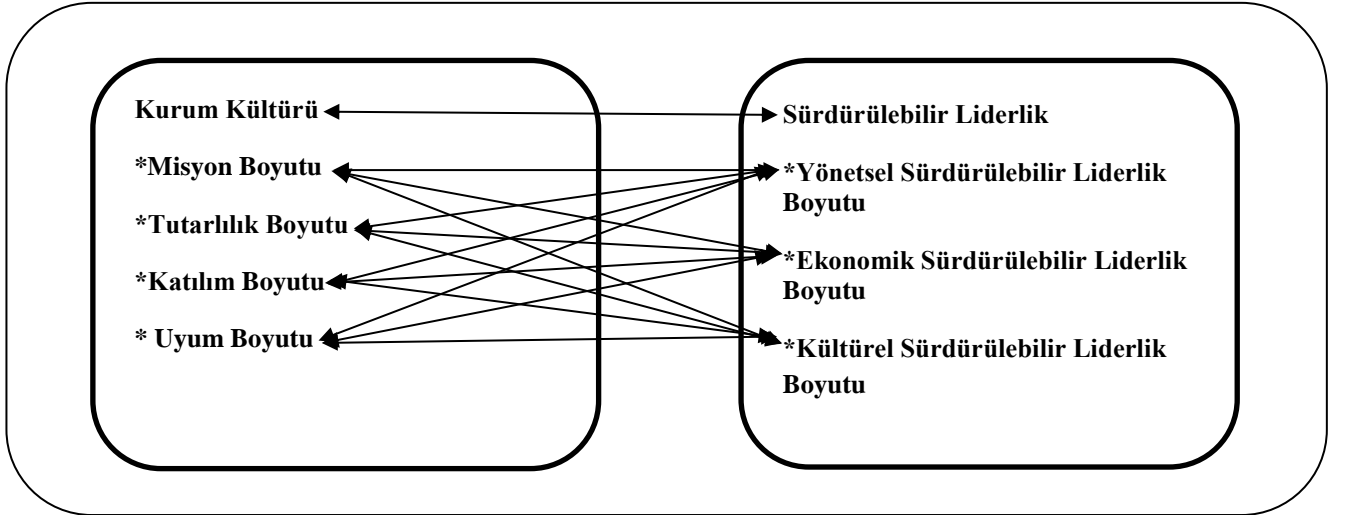 Kurum Kültürü
*Misyon Boyutu
*Tutarlılık Boyutu
*Katılım Boyutu
* Uyum Boyutu
Sürdürülebilir Liderlik
*Yönetsel Sürdürülebilir Liderlik
Boyutu
*Ekonomik Sürdürülebilir Liderlik
Boyutu
*Kültürel Sürdürülebilir Liderlik
Boyutu